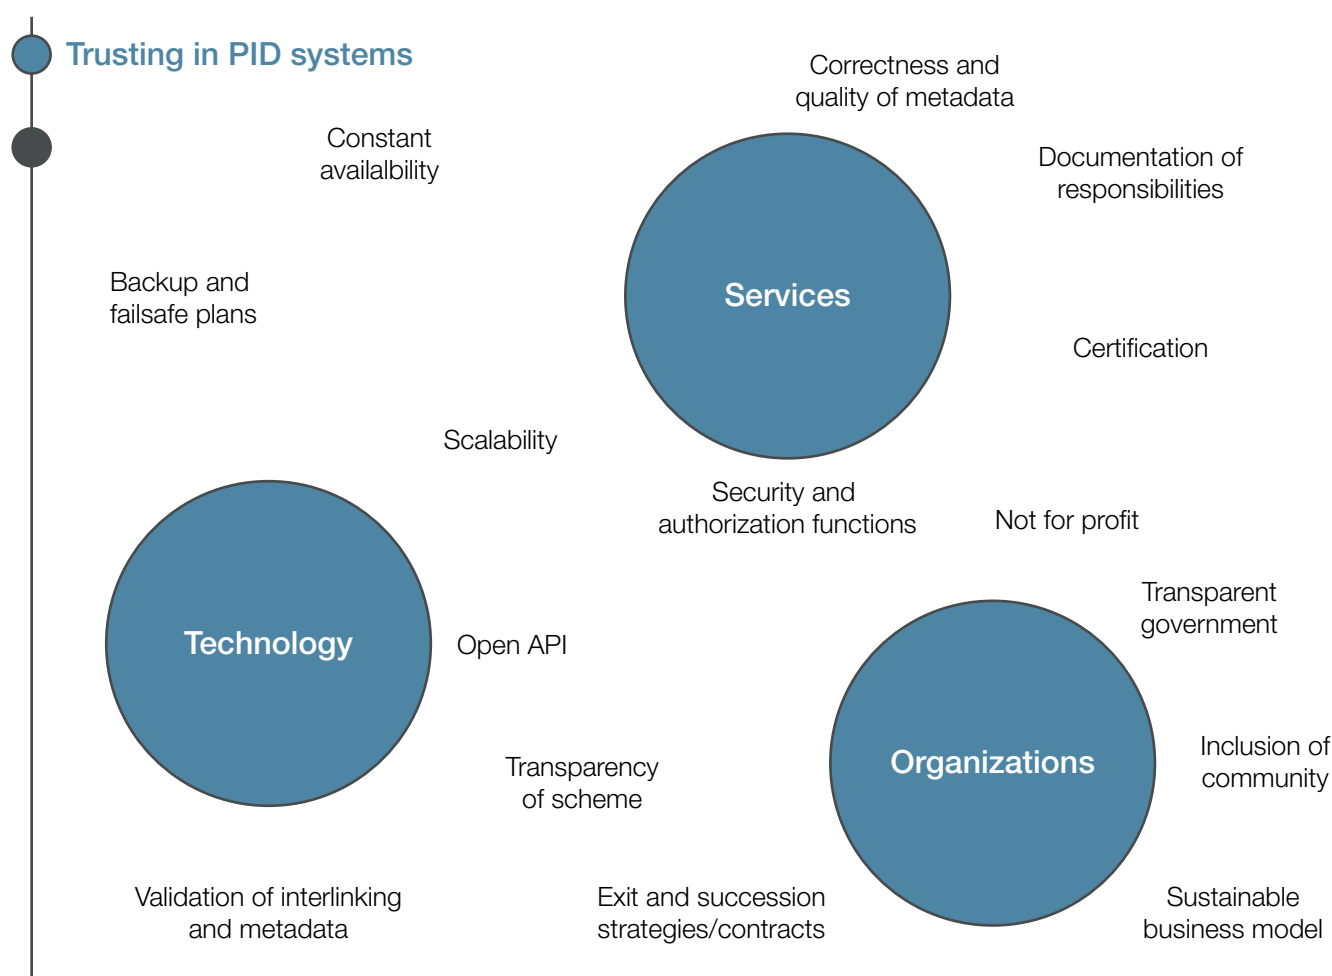 Trusting in PID systems
Correctness and
quality of metadata
Constant
availalbility
Documentation of
responsibilities
Backup and
failsafe plans
Services
Certification
Scalability
Security and
authorization functions
Not for profit
Transparent
government
Technology
Open API
Inclusion of
community
Organizations
Transparency
of scheme
Validation of interlinking
and metadata
Exit and succession
strategies/contracts
Sustainable
business model